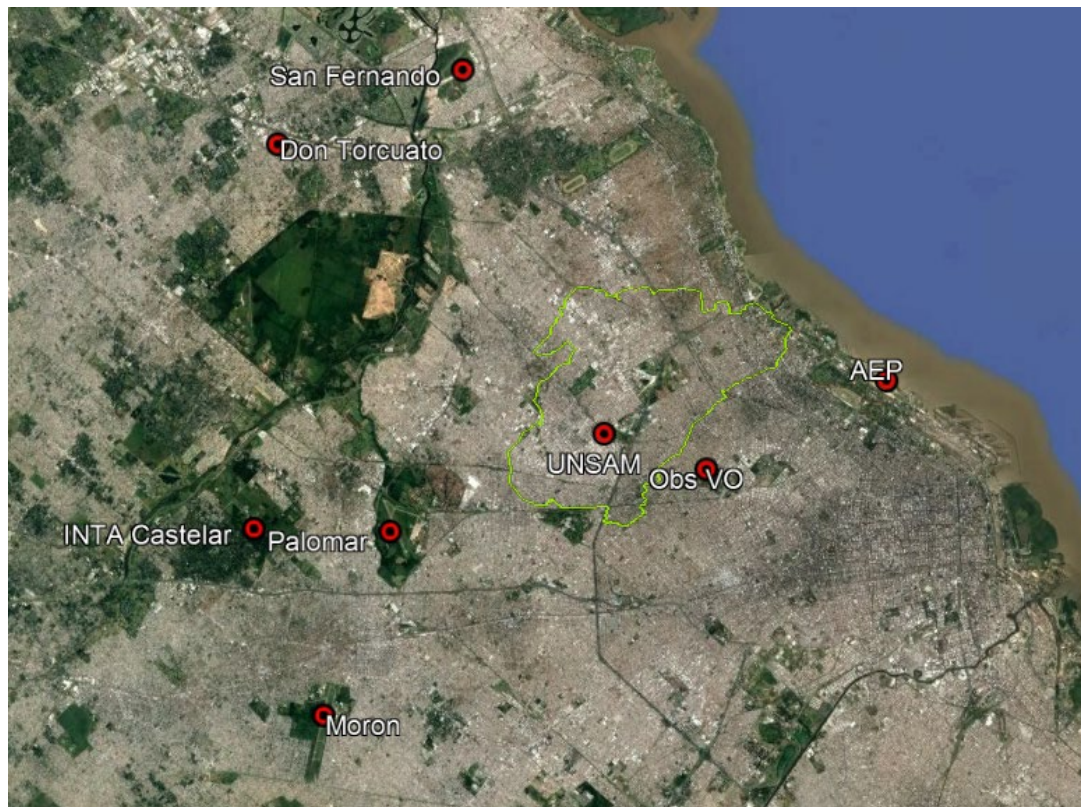 San Fernando
Don Torcuato
AEP
UNSAM
Obs VO
INTA Castelar
Palomar
Moron